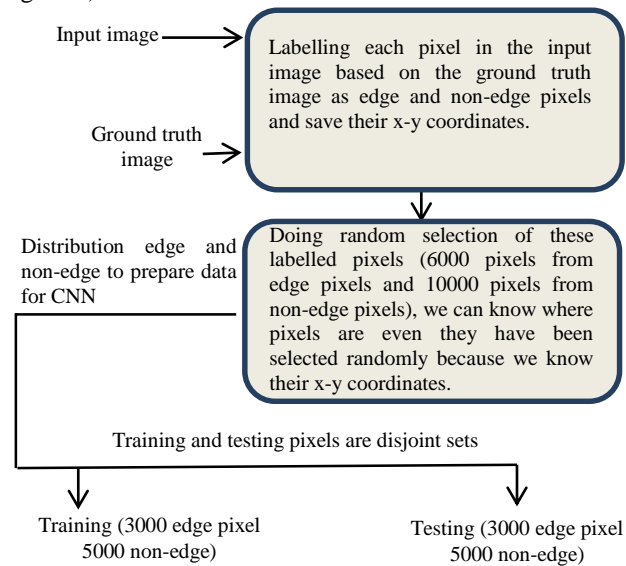 Input image
Labelling each pixel in the input
image based on the ground truth
image as edge and non-edge pixels
and save their x-y coordinates.
Ground truth
image
Distribution edge and
non-edge to prepare data
for CNN
Doing random selection of these
labelled pixels (6000 pixels from
edge pixels and 10000 pixels from
non-edge pixels), we can know where
pixels are even they have been
selected randomly because we know
their x-y coordinates.
Training and testing pixels are disjoint sets
Training (3000 edge pixel
5000 non-edge)
Testing (3000 edge pixel
5000 non-edge)